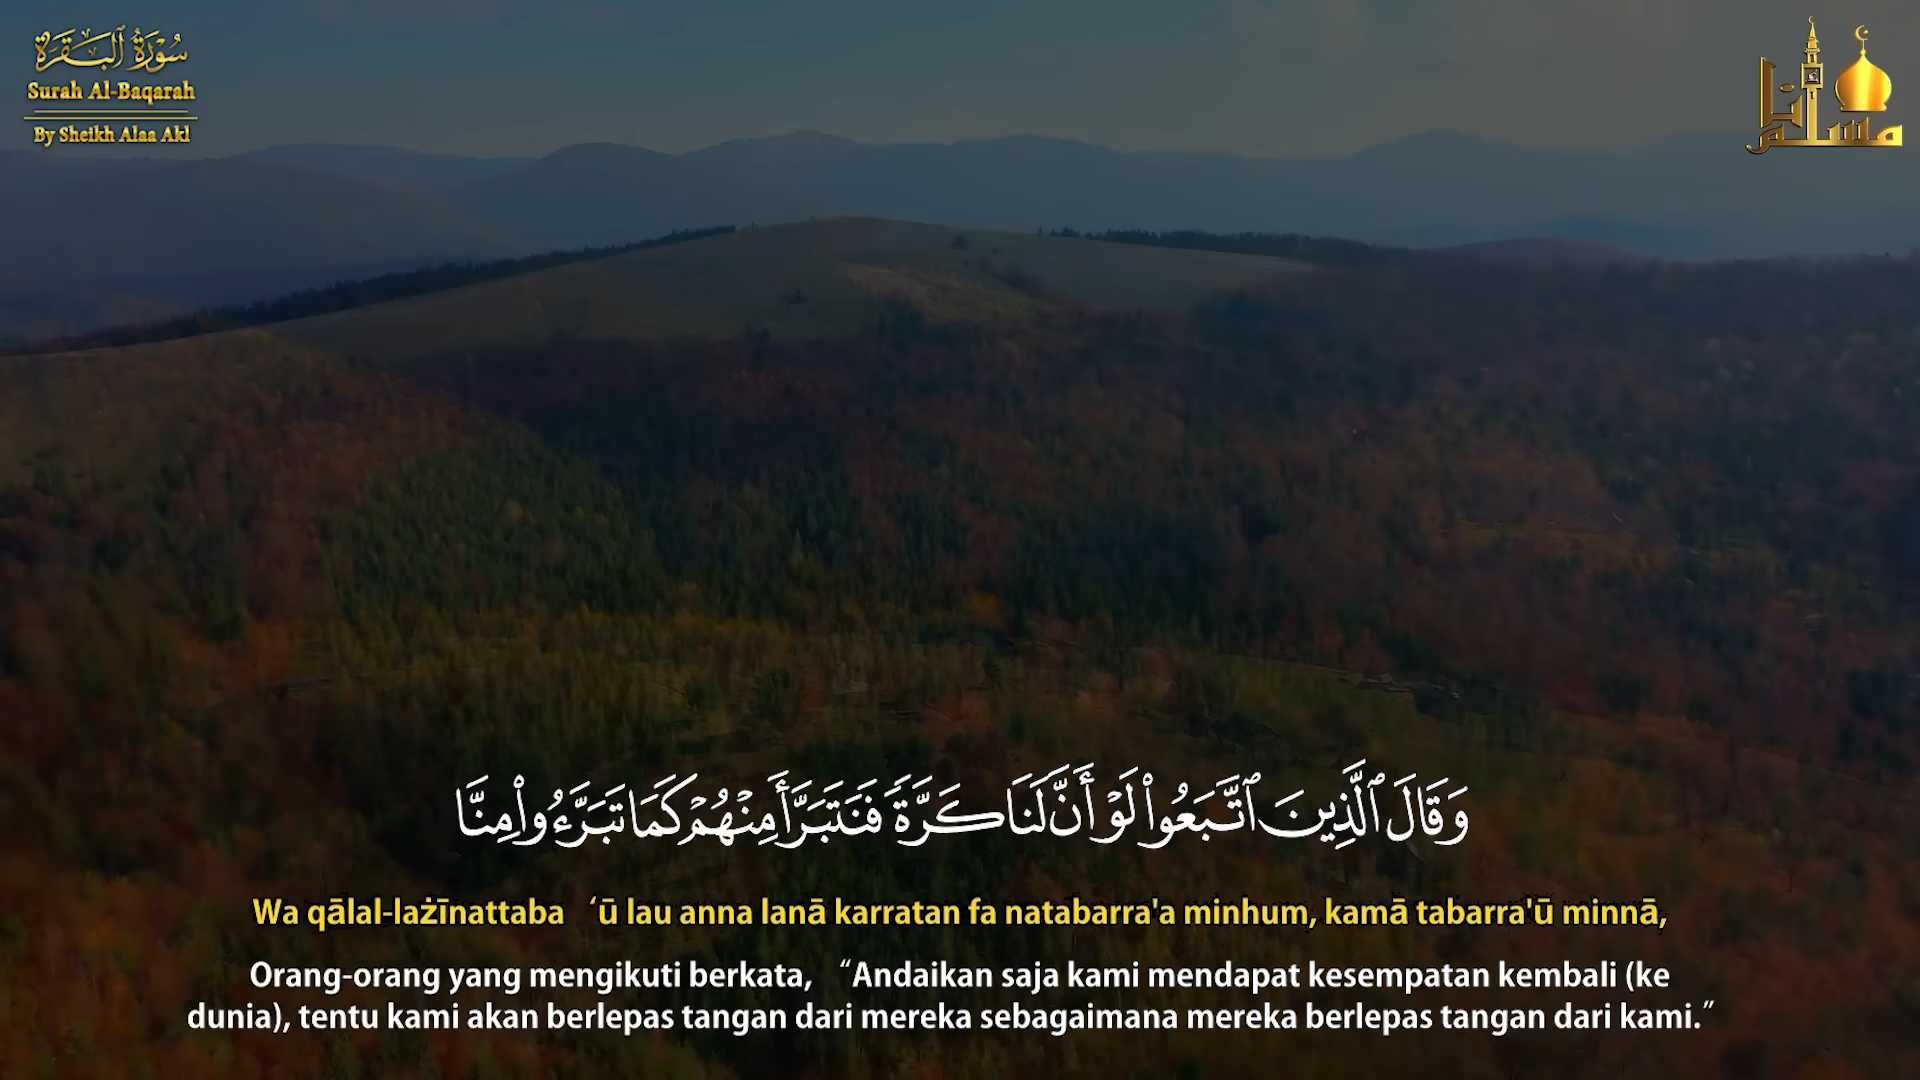 سُورَةُ ٱلْبَقَرَةِ
Surah Al-Baqarah
By Sheikh Alaa Akl
أنا
مسلم
وَقَالَ ٱلَّذِينَ ٱتَّبَعُوا۟ لَوْ أَنَّ لَنَا كَرَّةً فَنَتَبَرَّأَ مِنْهُمْ كَمَا تَبَرَّءُوا۟ مِنَّا
Wa qālal-lażīnattaba ‘ū lau anna lanā karratan fa natabarra'a minhum, kamā tabarra'ū minnā,
Orang-orang yang mengikuti berkata, “Andaikan saja kami mendapat kesempatan kembali (ke
dunia), tentu kami akan berlepas tangan dari mereka sebagaimana mereka berlepas tangan dari kami.”